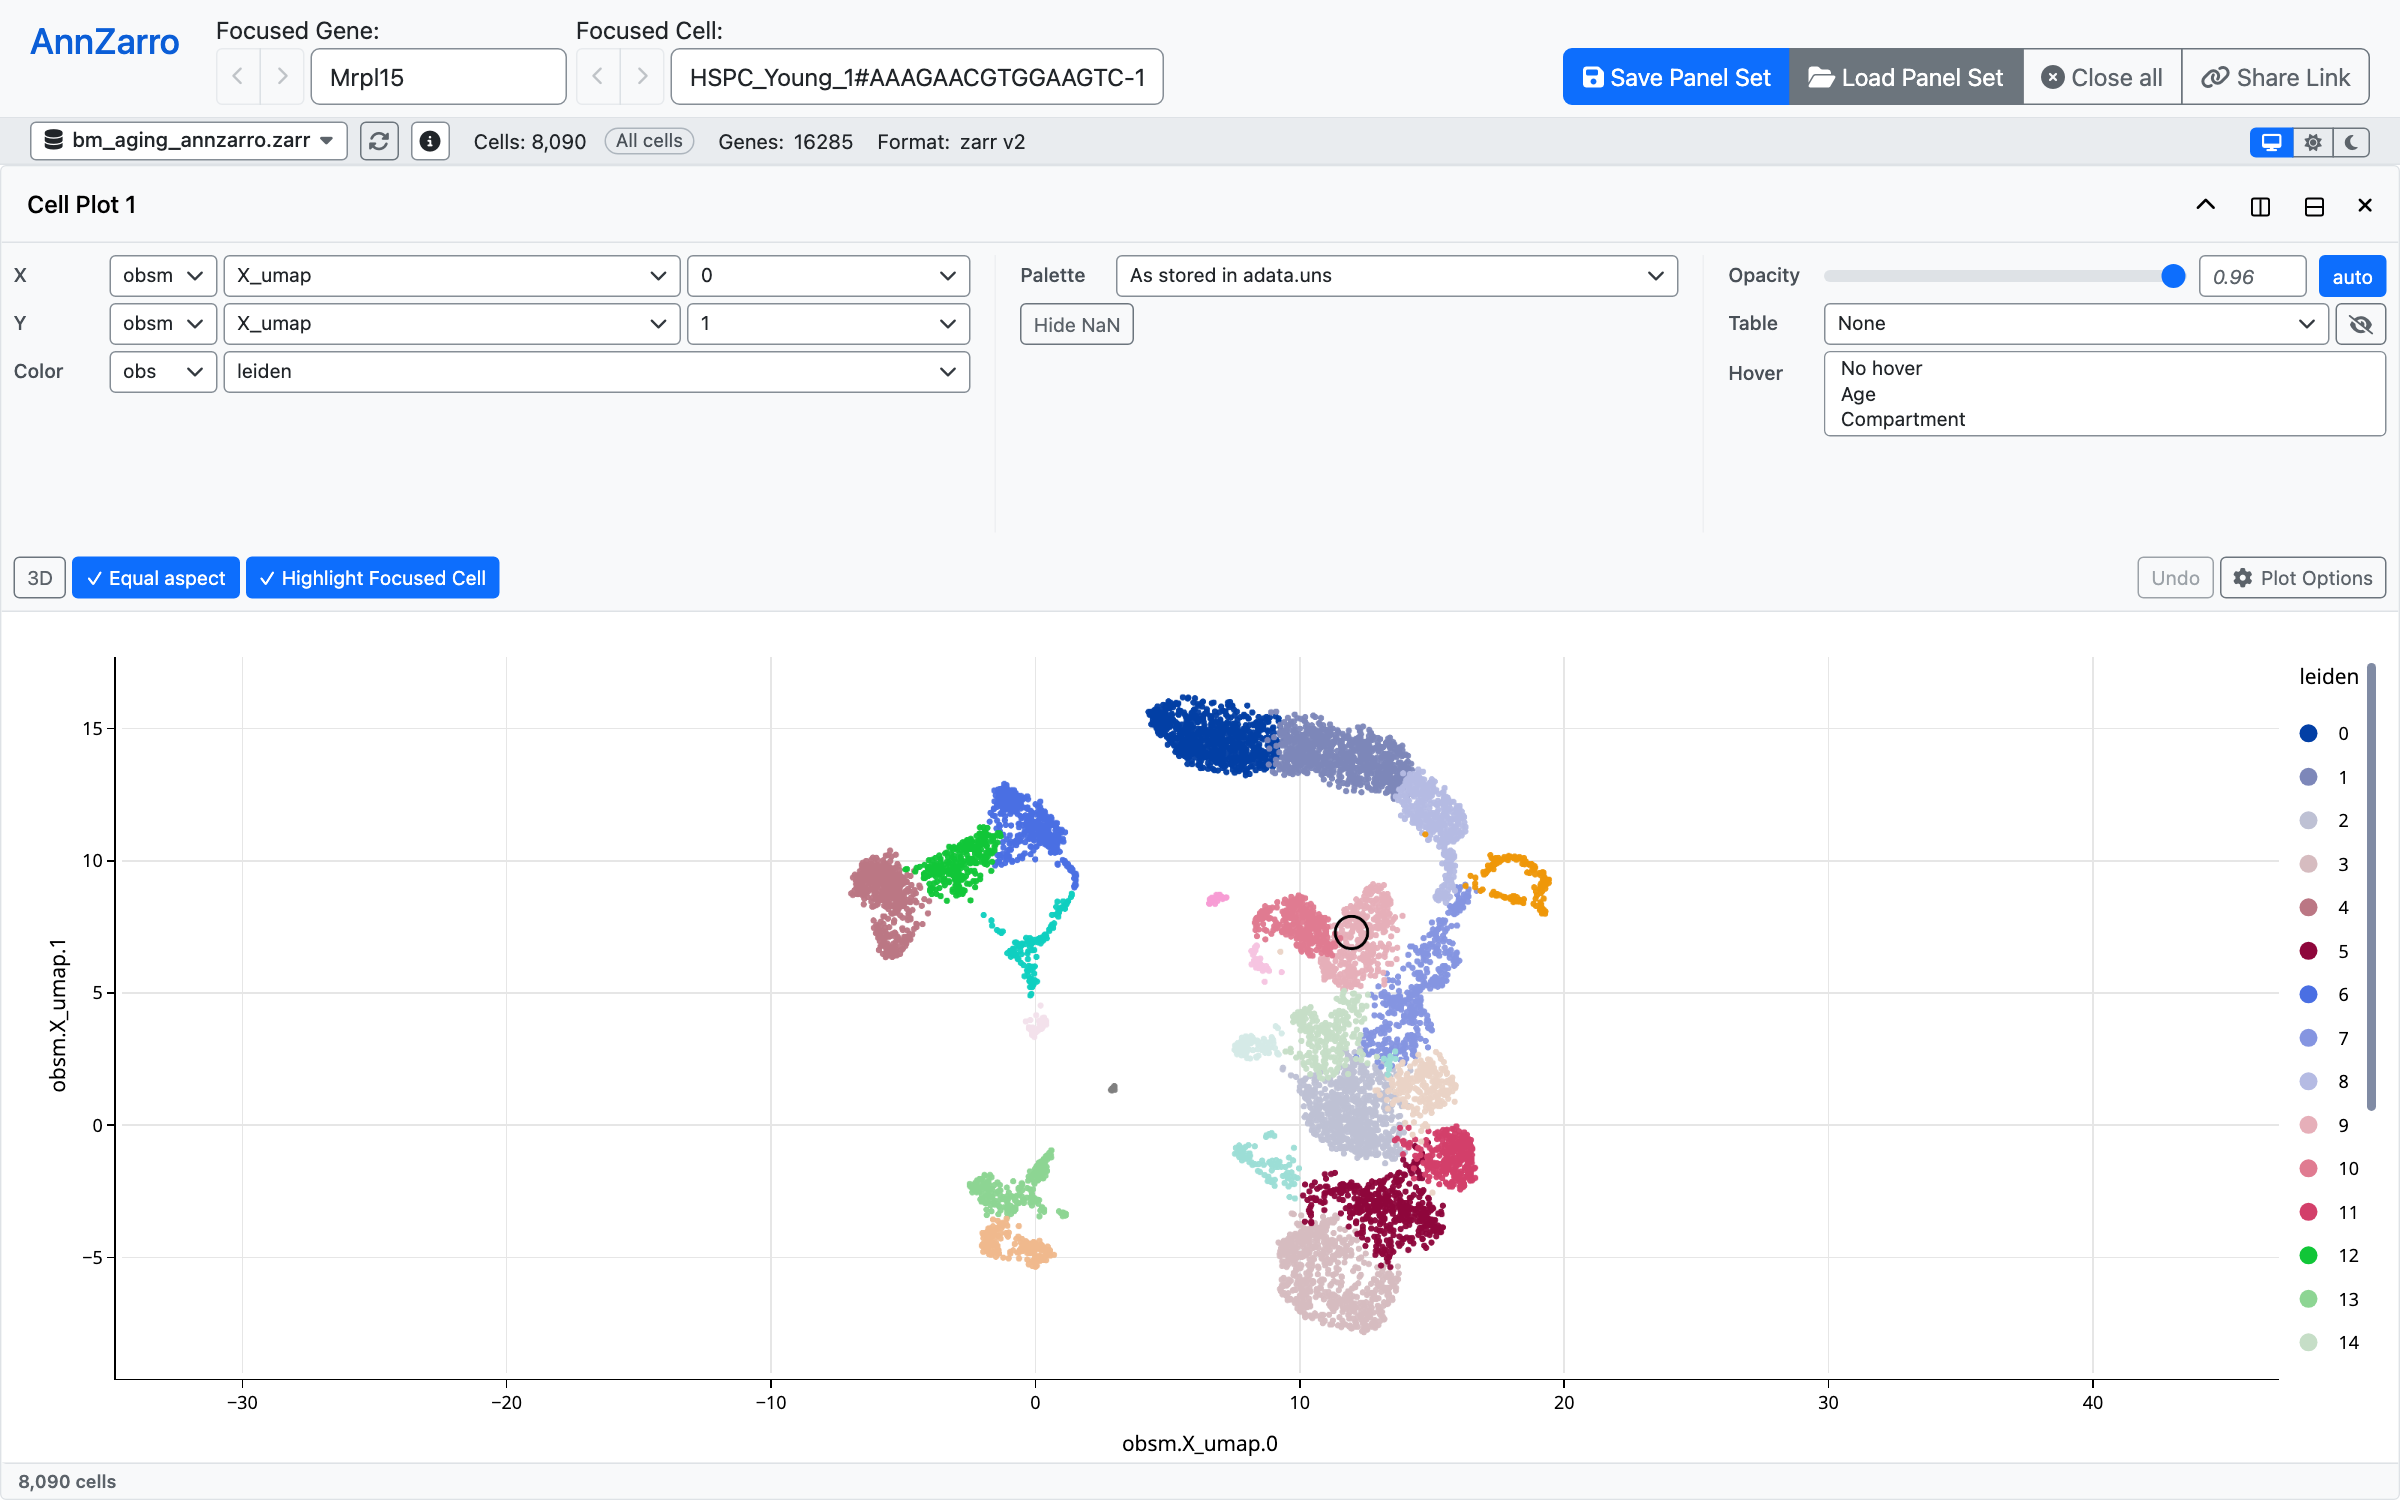 AnnZarro
Focused Gene:
Focused Cell:
Mrpl15
HSPC_Young_1#AAAGAACGTGGAAGTC-1
Save Panel Set
Load Panel Set
Close all
Share Link
bm_aging_annzarro.zarr
Cells: 8,090
All cells
Genes: 16285
Format: zarr v2
Cell Plot 1
X
obsm
X_umap
0
Palette
As stored in adata.uns
Opacity
0.96
auto
Y
obsm
X_umap
1
Hide NaN
Table
None
Color
obs
leiden
Hover
No hover
Age
Compartment
3D
Equal aspect
Highlight Focused Cell
Undo
Plot Options
leiden
0
1
2
3
4
5
6
7
8
9
10
11
12
13
14
15
10
5
0
−5
obsm.X_umap.1
−30
−20
−10
0
10
20
30
40
obsm.X_umap.0
8,090 cells